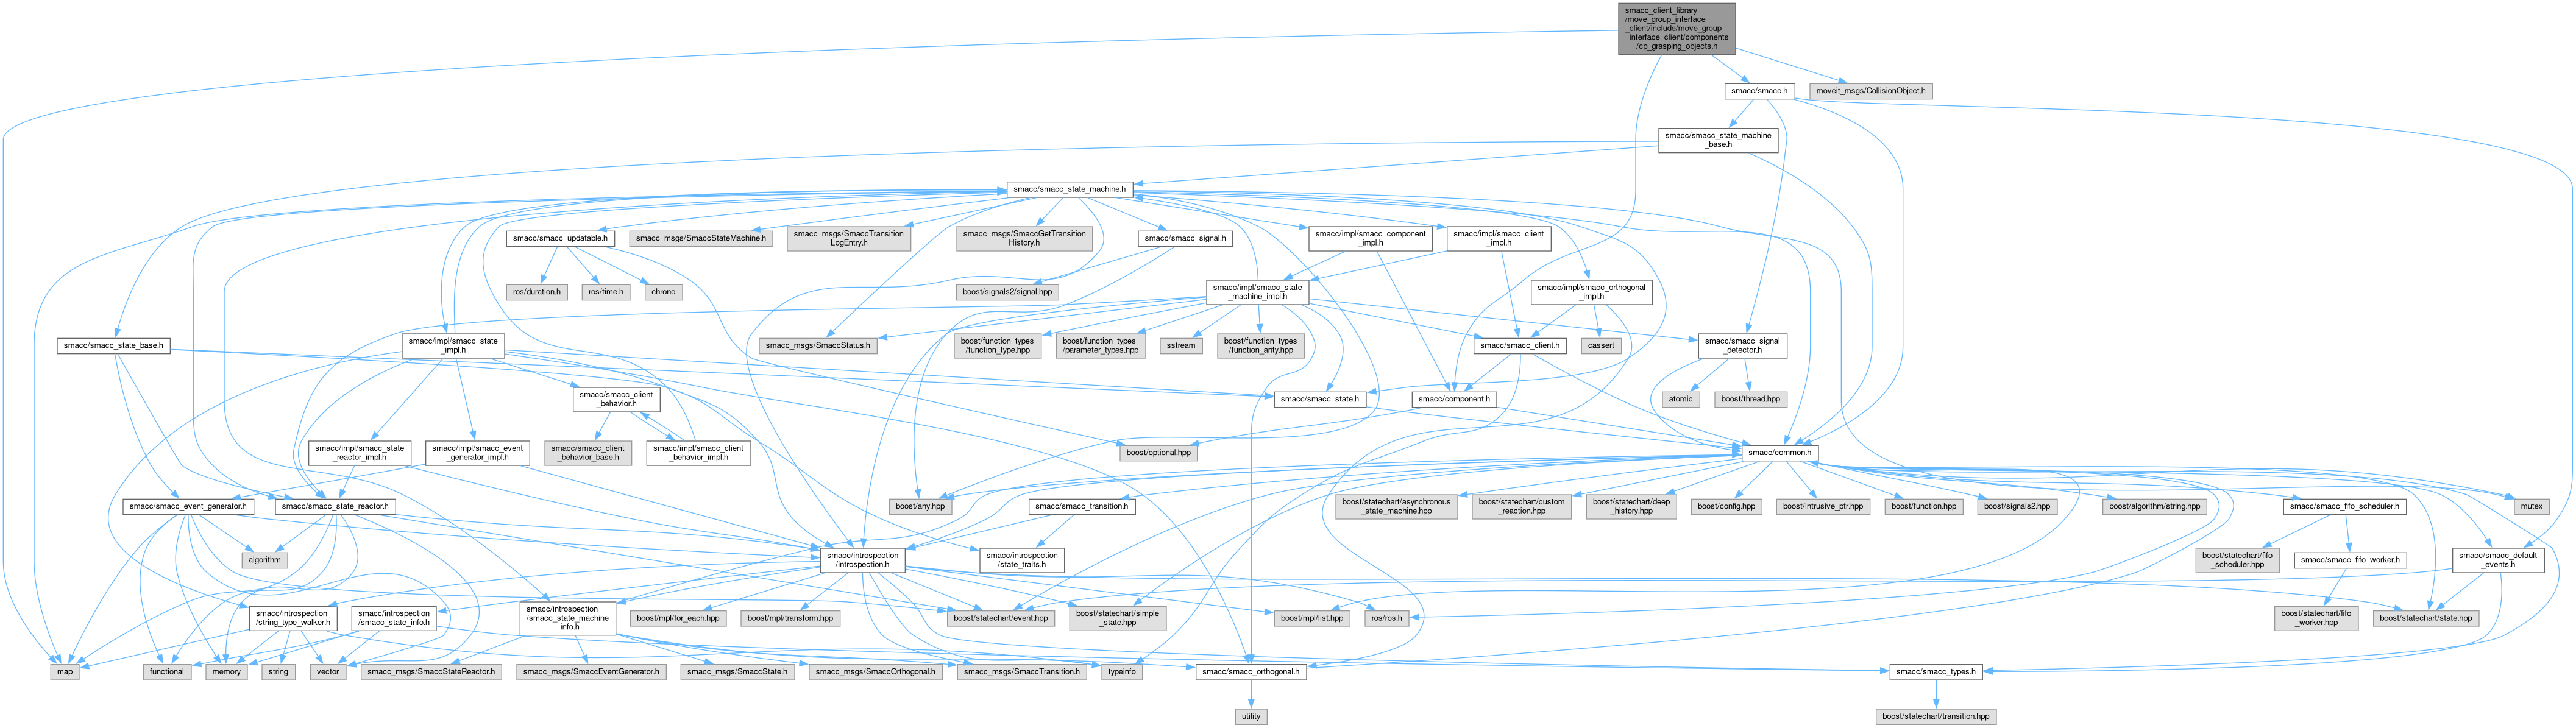 smacc_client_library
/move_group_interface
_client/include/move_group
_interface_client/components
/cp_grasping_objects.h
smacc/smacc.h
moveit_msgs/CollisionObject.h
smacc/smacc_state_machine
_base.h
smacc/smacc_state_machine.h
smacc/smacc_updatable.h
smacc_msgs/SmaccStateMachine.h
smacc_msgs/SmaccTransition
LogEntry.h
smacc_msgs/SmaccGetTransition
History.h
smacc/smacc_signal.h
smacc/impl/smacc_component
_impl.h
smacc/impl/smacc_client
_impl.h
ros/duration.h
ros/time.h
chrono
boost/signals2/signal.hpp
smacc/impl/smacc_state
_machine_impl.h
smacc/impl/smacc_orthogonal
_impl.h
smacc/smacc_state_base.h
smacc/impl/smacc_state
_impl.h
smacc_msgs/SmaccStatus.h
boost/function_types
/function_type.hpp
boost/function_types
/parameter_types.hpp
sstream
boost/function_types
/function_arity.hpp
smacc/smacc_client.h
cassert
smacc/smacc_signal
_detector.h
smacc/smacc_client
_behavior.h
smacc/smacc_state.h
smacc/component.h
atomic
boost/thread.hpp
smacc/impl/smacc_state
_reactor_impl.h
smacc/impl/smacc_event
_generator_impl.h
smacc/smacc_client
_behavior_base.h
smacc/impl/smacc_client
_behavior_impl.h
boost/optional.hpp
smacc/common.h
smacc/smacc_event_generator.h
smacc/smacc_state_reactor.h
boost/any.hpp
smacc/smacc_transition.h
boost/statechart/asynchronous
_state_machine.hpp
boost/statechart/custom
_reaction.hpp
boost/statechart/deep
_history.hpp
boost/config.hpp
boost/intrusive_ptr.hpp
boost/function.hpp
boost/signals2.hpp
boost/algorithm/string.hpp
smacc/smacc_fifo_scheduler.h
mutex
algorithm
smacc/introspection
/introspection.h
smacc/introspection
/state_traits.h
boost/statechart/fifo
_scheduler.hpp
smacc/smacc_fifo_worker.h
smacc/smacc_default
_events.h
smacc/introspection
/string_type_walker.h
smacc/introspection
/smacc_state_info.h
smacc/introspection
/smacc_state_machine
_info.h
boost/mpl/for_each.hpp
boost/mpl/transform.hpp
boost/statechart/event.hpp
boost/statechart/simple
_state.hpp
boost/mpl/list.hpp
ros/ros.h
boost/statechart/fifo
_worker.hpp
boost/statechart/state.hpp
map
functional
memory
string
vector
smacc_msgs/SmaccStateReactor.h
smacc_msgs/SmaccEventGenerator.h
smacc_msgs/SmaccState.h
smacc_msgs/SmaccOrthogonal.h
smacc_msgs/SmaccTransition.h
typeinfo
smacc/smacc_orthogonal.h
smacc/smacc_types.h
utility
boost/statechart/transition.hpp